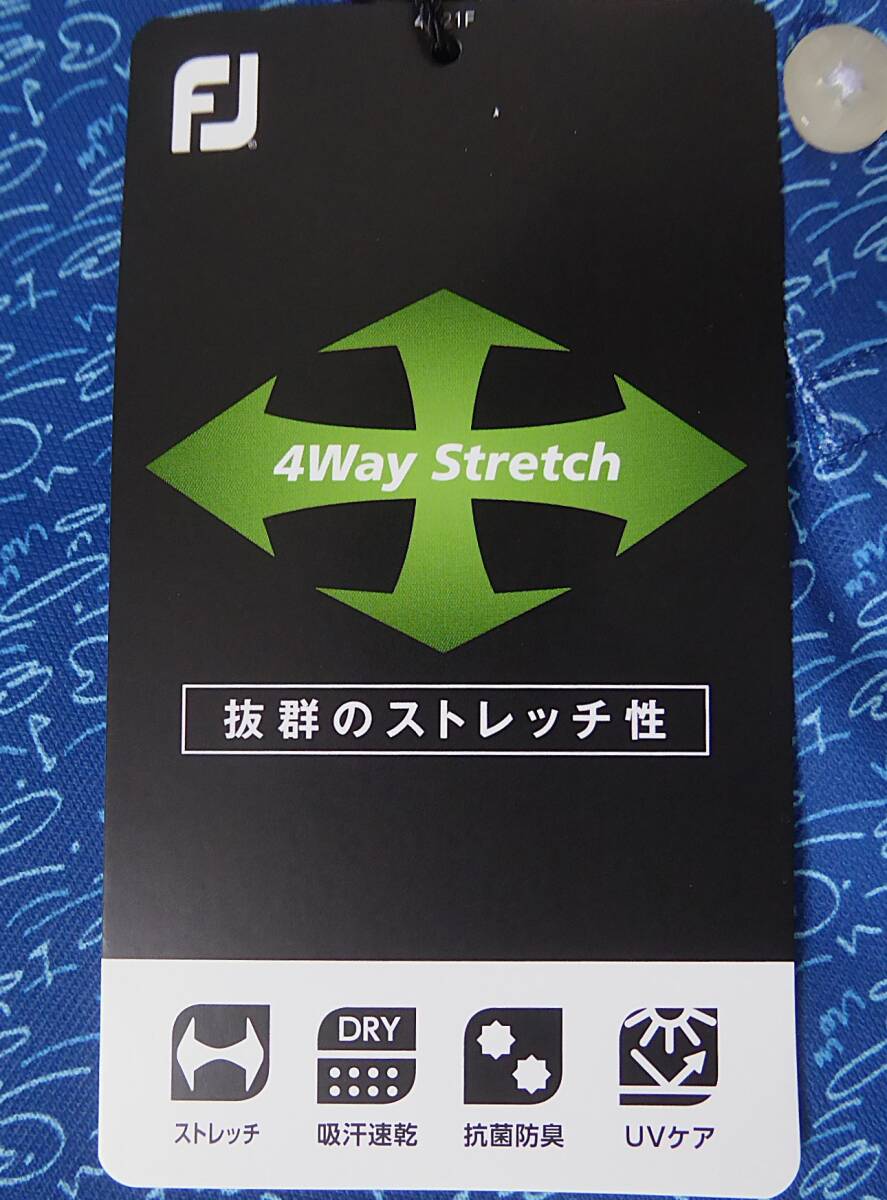 FJ
4Way Stretch
抜群のストレッチ性
DRY
ストレッチ
吸汗速乾
抗菌防臭
UVケア